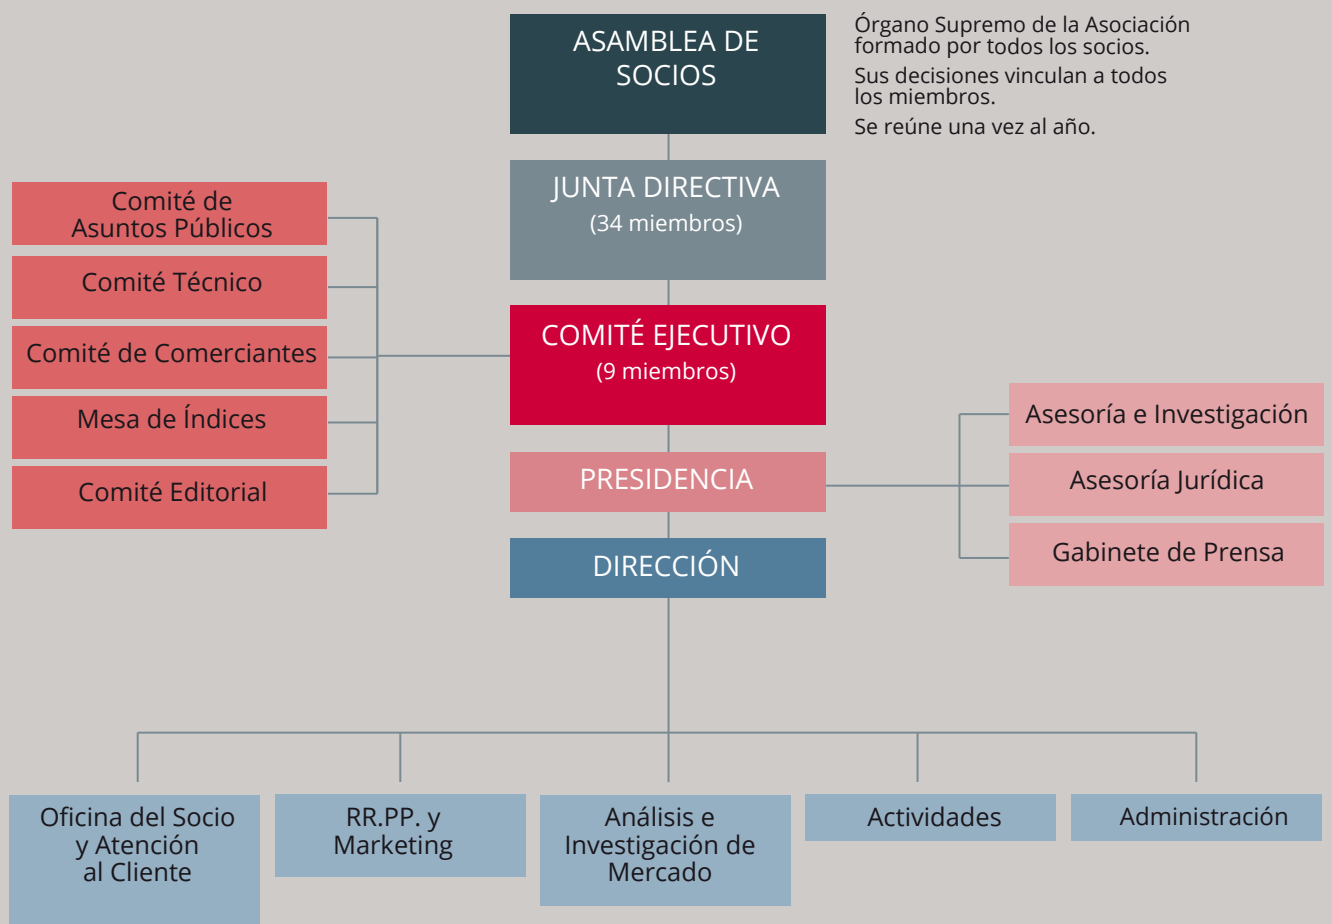 ASAMBLEA DE
SOCIOS
Órgano Supremo de la Asociación
formado por todos los socios.
Sus decisiones vinculan a todos
los miembros.
Se reúne una vez al año.
JUNTA DIRECTIVA
(34 miembros)
Comité de
Asuntos Públicos
Comité Técnico
Comité de Comerciantes
Mesa de Índices
Comité Editorial
COMITÉ EJECUTIVO
(9 miembros)
PRESIDENCIA
Asesoría e Investigación
Asesoría Jurídica
Gabinete de Prensa
DIRECCIÓN
Oficina del Socio
y Atención
al Cliente
RR.PP. y
Marketing
Análisis e
Investigación de
Mercado
Actividades
Administración